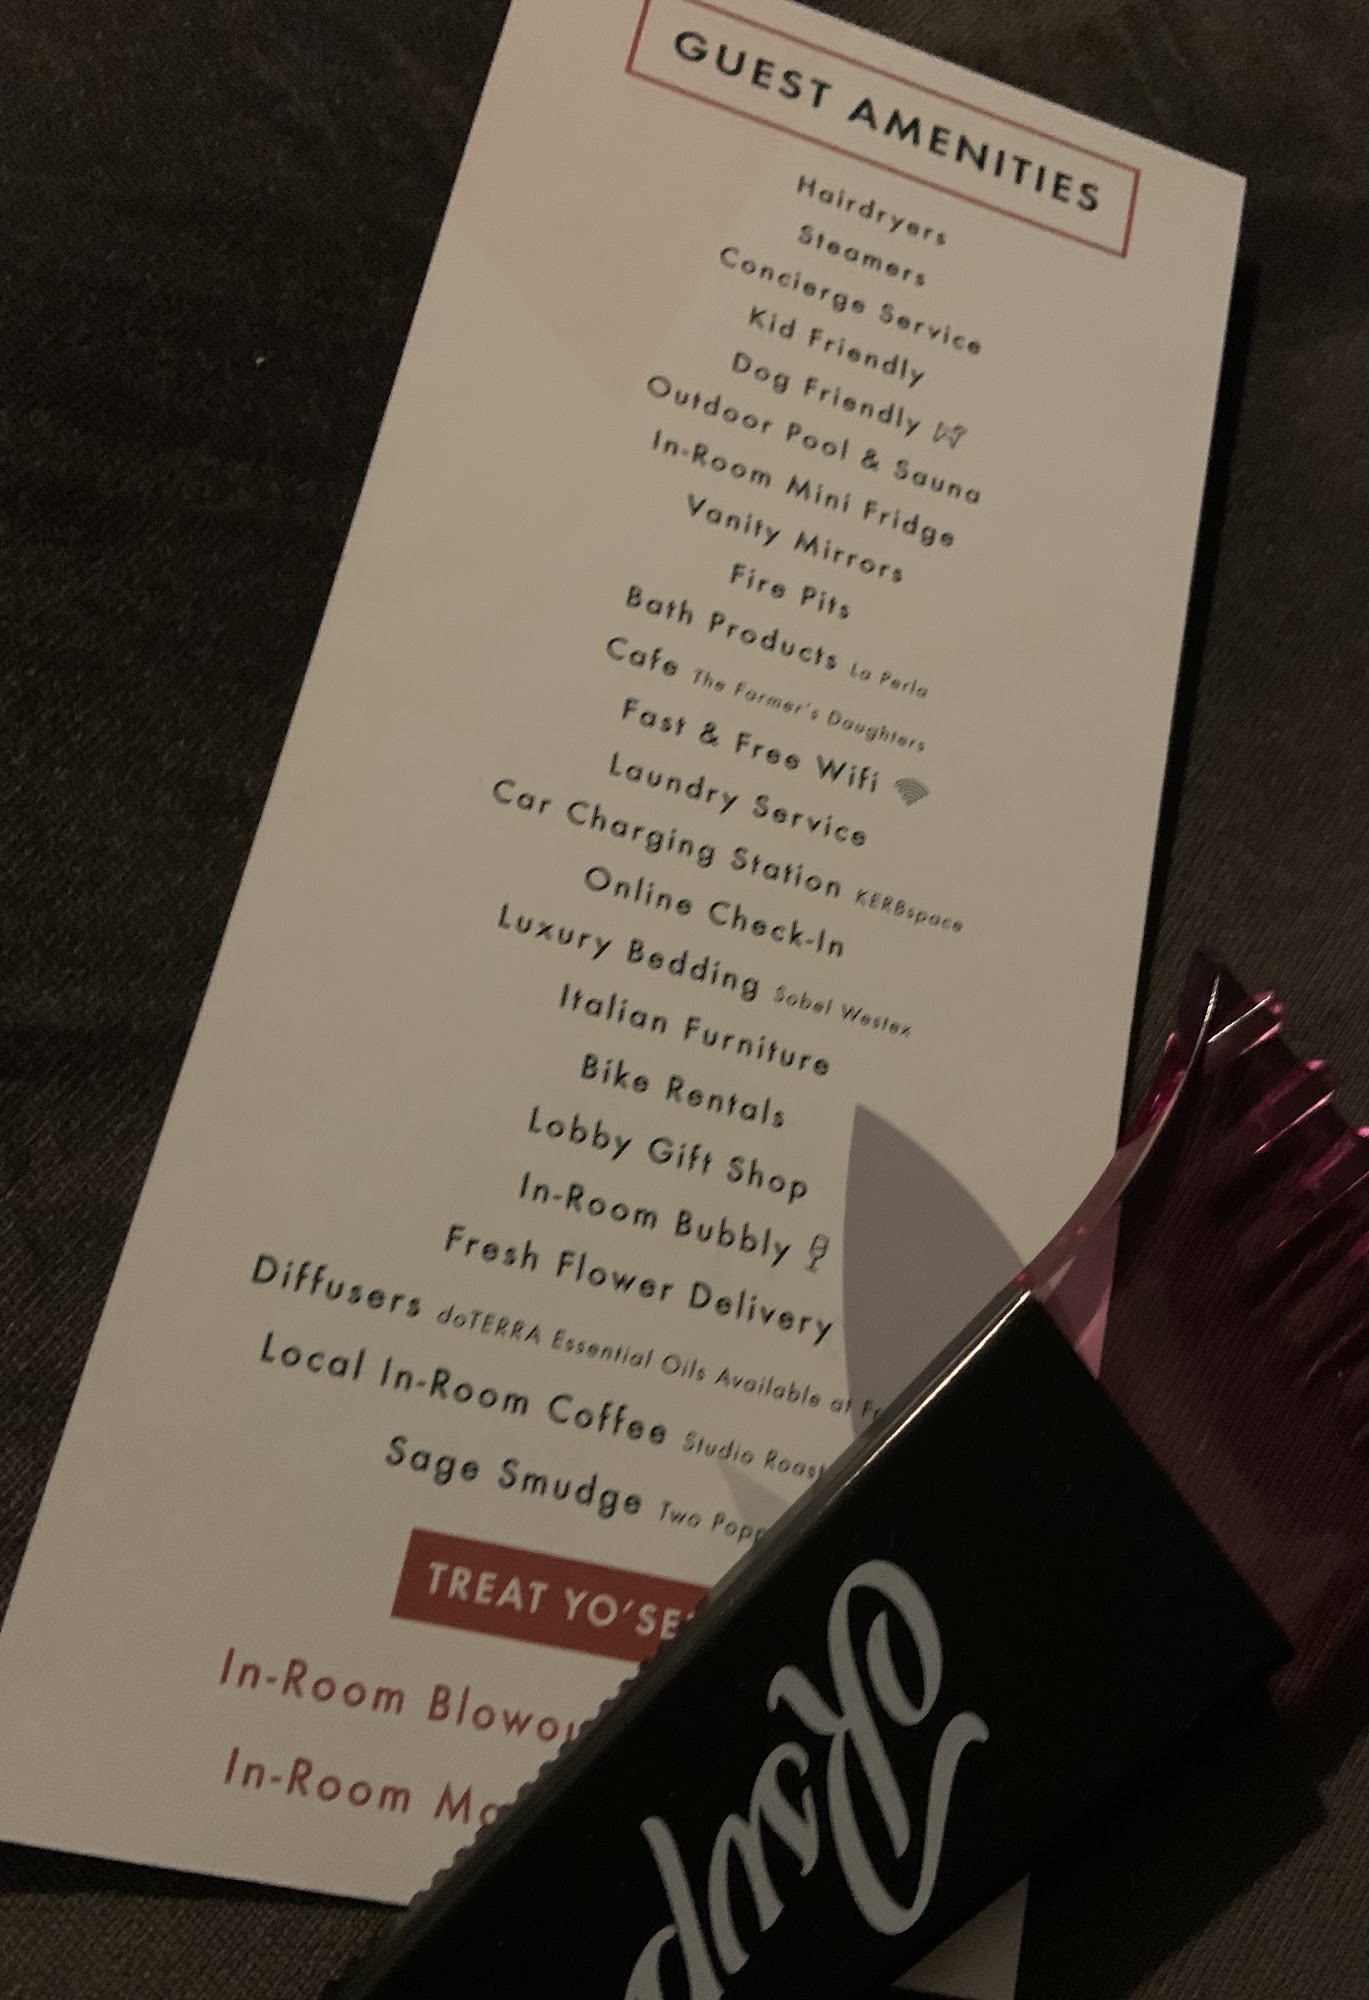 GUEST AMENITIES
Hairdryers
Steamers
Concierge Service
Kid Friendly
Dog Friendly
Outdoor Pool & Sauna
In-Room Mini Fridge
Vanity Mirrors
Fire Pits
Bath Products La Perla
Cafe The Farmer's Daughters
Fast & Free Wifi
Laundry Service
Car Charging Station KERBspace
Online Check-In
Luxury Bedding Sobel Westex
Italian Furniture
Bike Rentals
Lobby Gift Shop
In-Room Bubbly
Fresh Flower Delivery
Diffusers doTERRA Essential Oils Available at
Local In-Room Coffee Studio
Sage Smudge Two
TREAT
In-Room
In-Room